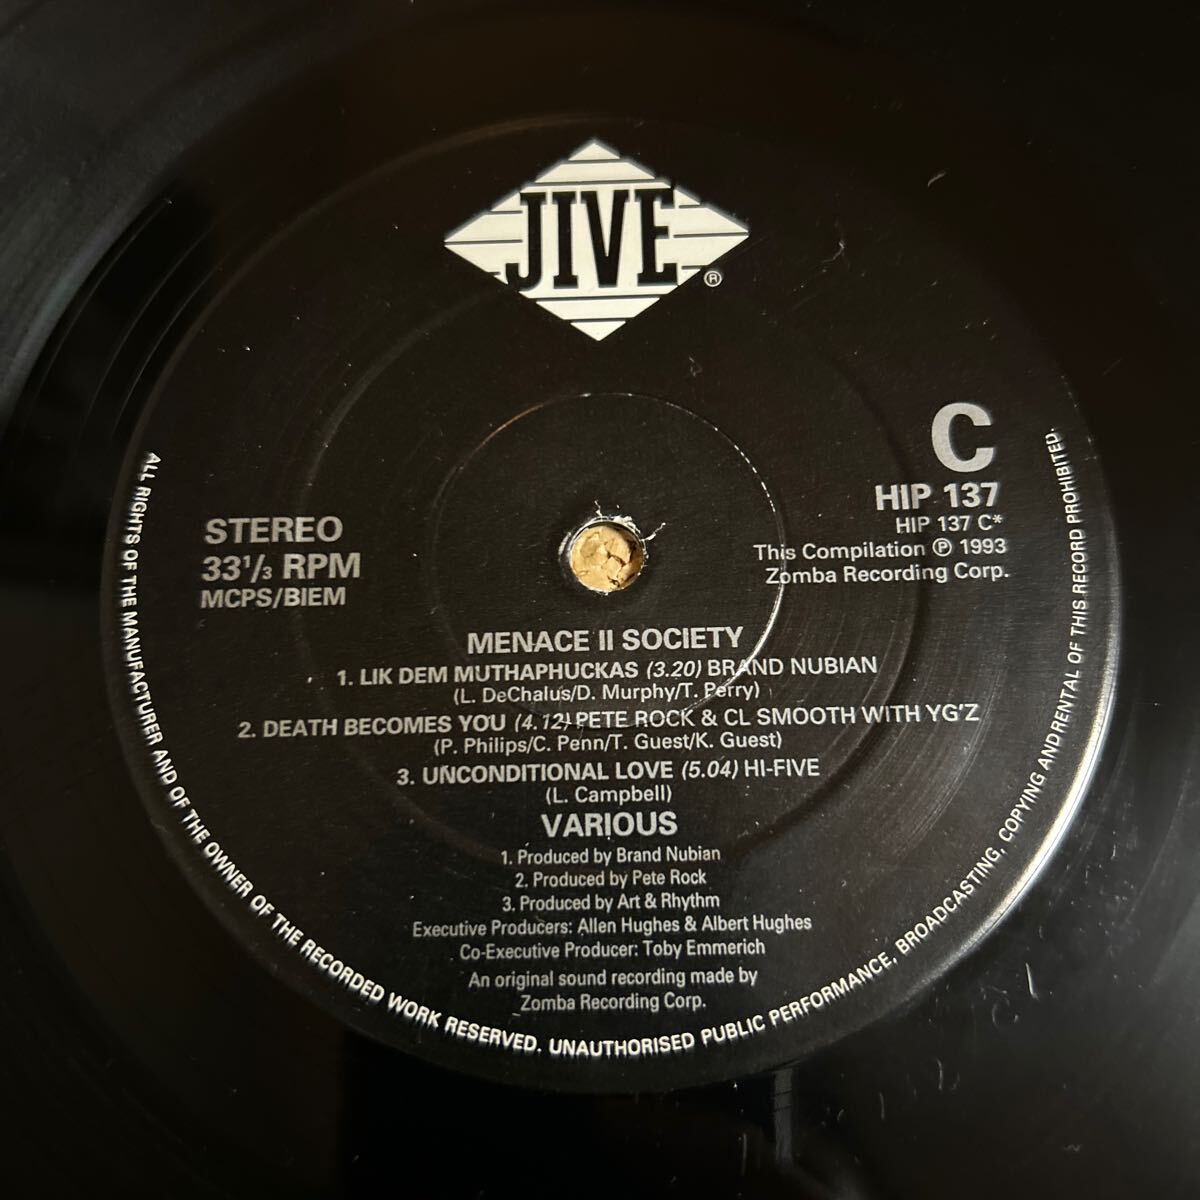 JIVE
®
C
HIP 137
HIP 137 C*
This Compilation ℗ 1993
Zomba Recording Corp.
STEREO
33 1/3 RPM
MCPS/BIEM
MENACE II SOCIETY
1. LIK DEM MUTHAPHUCKAS (3.20) BRAND NUBIAN
(L. DeChalus/D. Murphy/T. Perry)
2. DEATH BECOMES YOU (4.12) PETE ROCK & CL SMOOTH WITH YG'Z
(P. Philips/C. Penn/T. Guest/K. Guest)
3. UNCONDITIONAL LOVE (5.04) HI-FIVE
(L. Campbell)
VARIOUS
1. Produced by Brand Nubian
2. Produced by Pete Rock
3. Produced by Art & Rhythm
Executive Producers: Allen Hughes & Albert Hughes
Co-Executive Producer: Toby Emmerich
An original sound recording made by
Zomba Recording Corp.
ALL RIGHTS OF THE MANUFACTURER AND OF THE OWNER OF THE RECORDED WORK RESERVED. UNAUTHORISED PUBLIC PERFORMANCE, BROADCASTING, COPYING AND RENTAL OF THIS RECORD PROHIBITED.